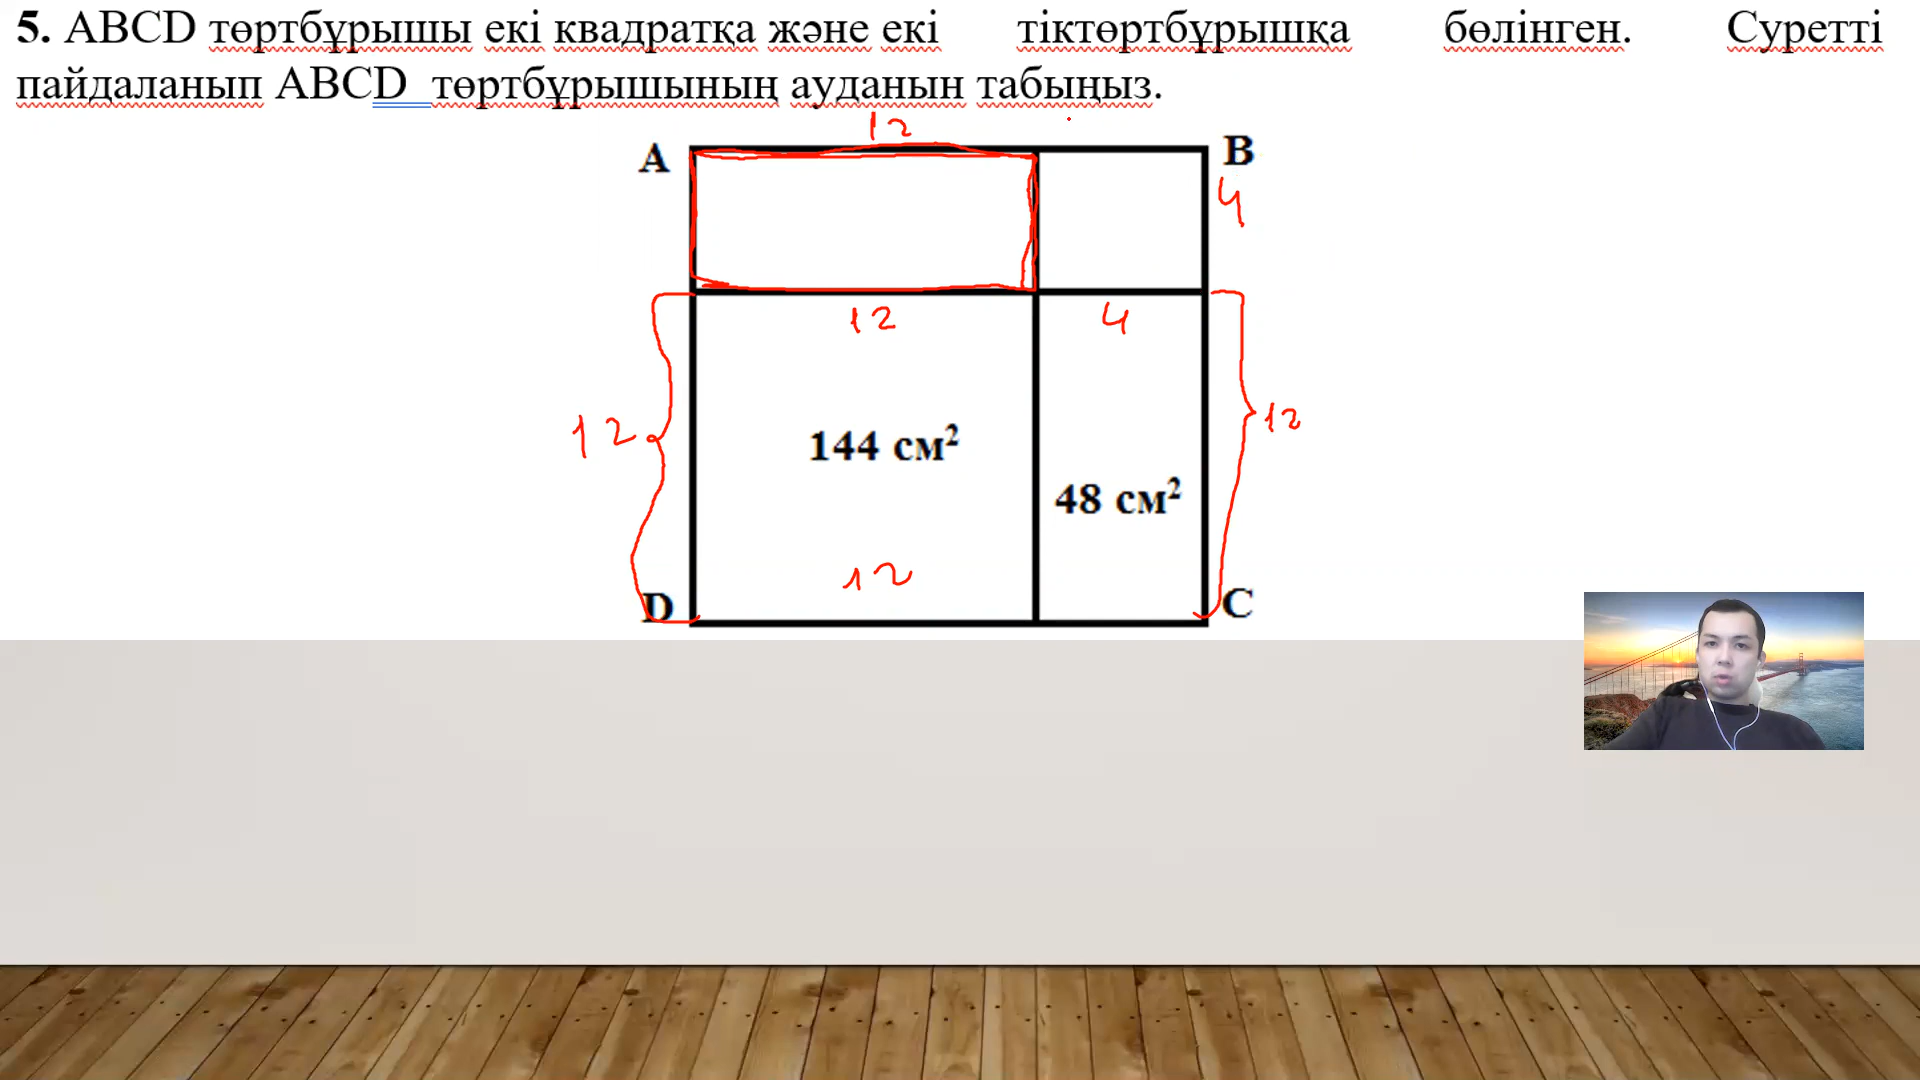 5. ABCD төртбұрышы екі квадратқа және екі тіктөртбұрышқа бөлінген. Суретті
пайдаланып ABCD төртбұрышының ауданын табыңыз.
12
A
B
4
12
4
12
144 см²
12
48 см²
12
D
C